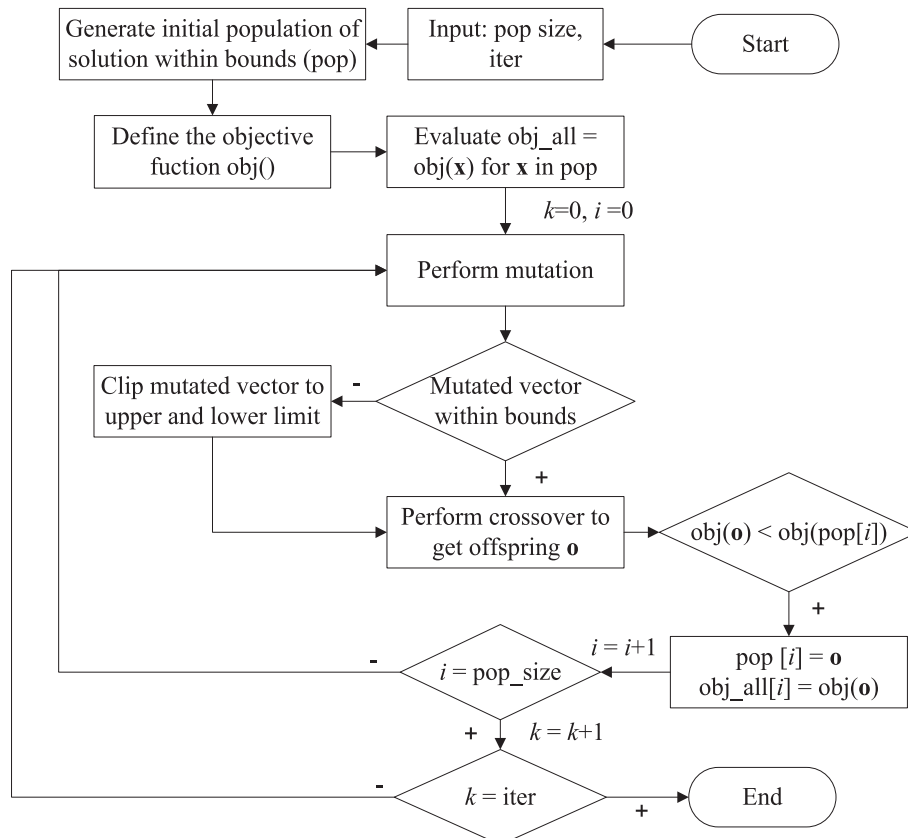 Start
Input: pop size,
iter
Generate initial population of
solution within bounds (pop)
Define the objective
fuction obj()
Evaluate obj_all =
obj(x) for x in pop
k=0, i =0
Perform mutation
Mutated vector
within bounds
-
Clip mutated vector to
upper and lower limit
+
Perform crossover to
get offspring o
obj(o) < obj(pop[i])
+
pop [i] = o
obj_all[i] = obj(o)
i = i+1
i = pop_size
-
+
k = k+1
k = iter
-
+
End